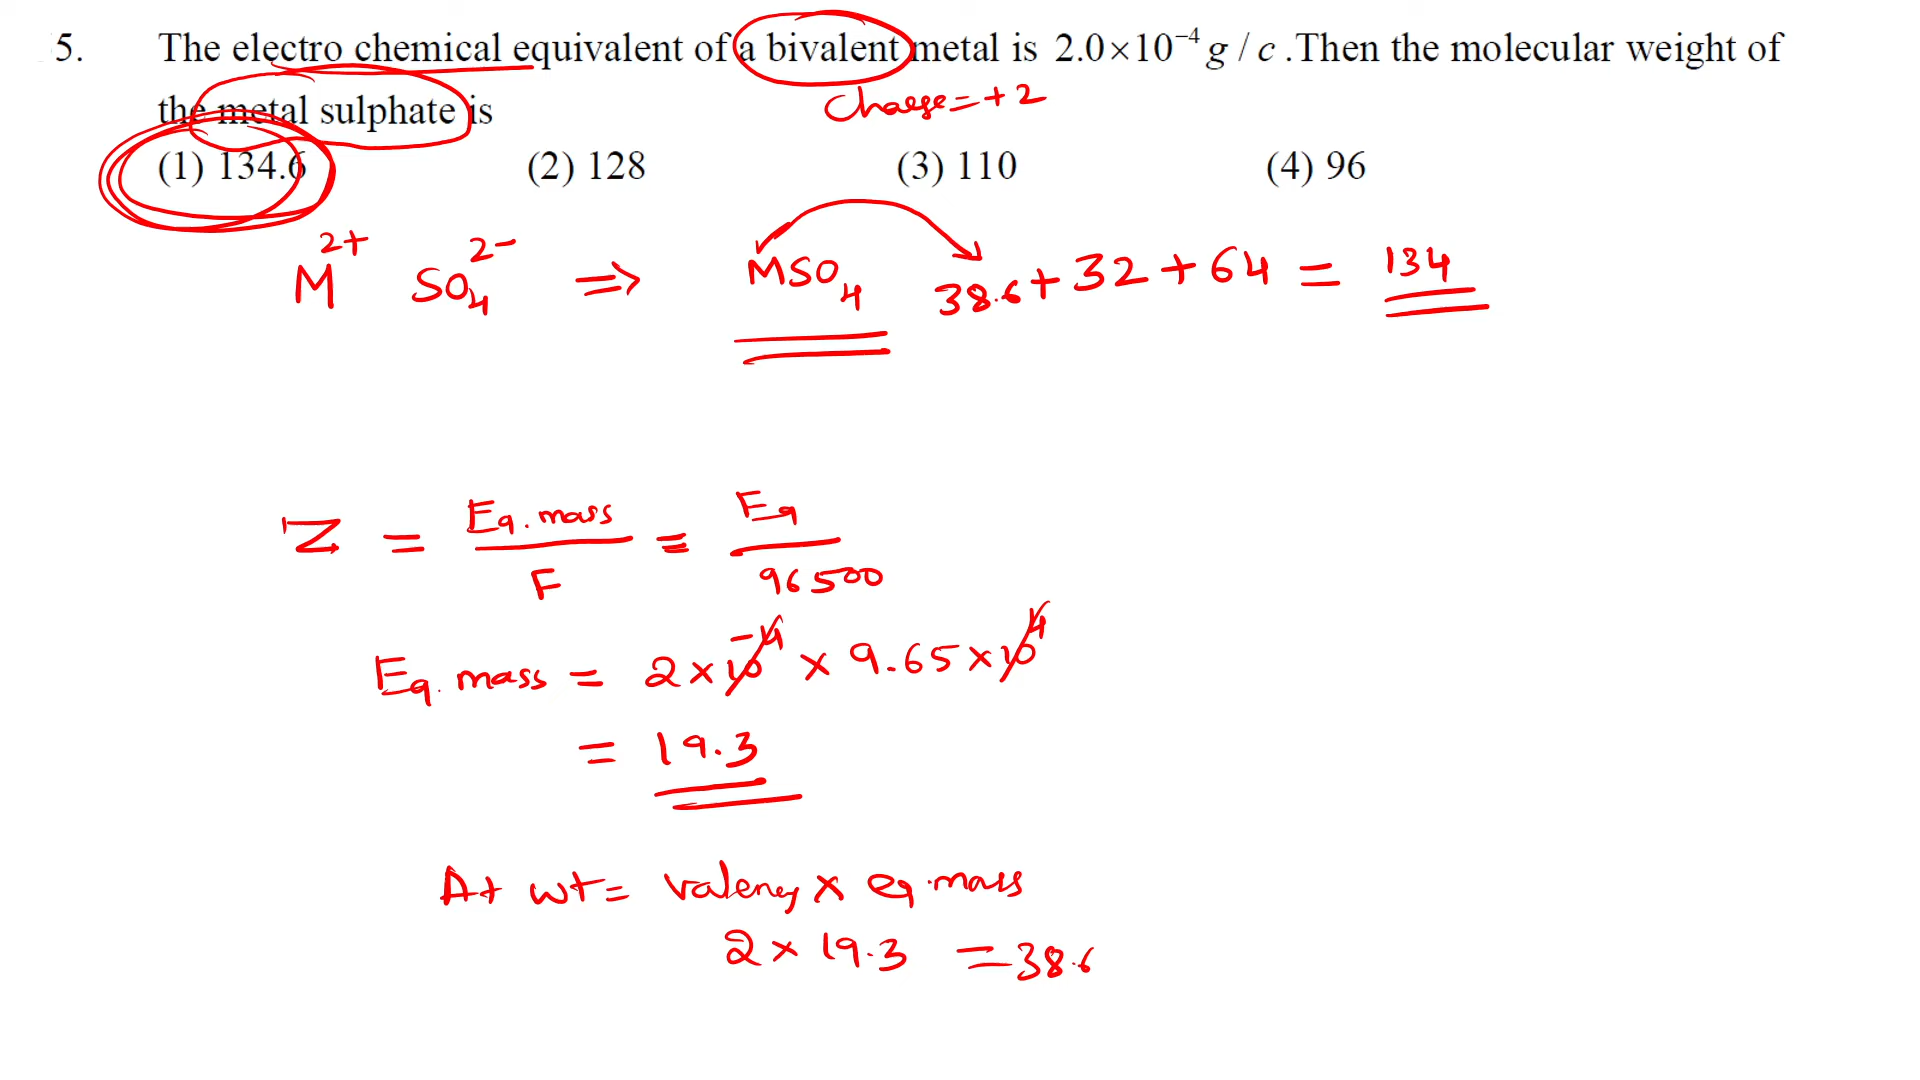 5. The electro chemical equivalent of a bivalent metal is 2.0×10⁻⁴ g / c .Then the molecular weight of
the metal sulphate is
Charge = +2
(1) 134.6 (2) 128 (3) 110 (4) 96
M²⁺ SO₄²⁻ ⇒ MSO₄ 38.6 + 32 + 64 = 134
Z = Eq. mass / F = Eq / 96500
Eq. mass = 2 × 10⁻⁴ × 9.65 × 10⁴
= 19.3
At wt = valency × eq. mass
2 × 19.3 = 38.6